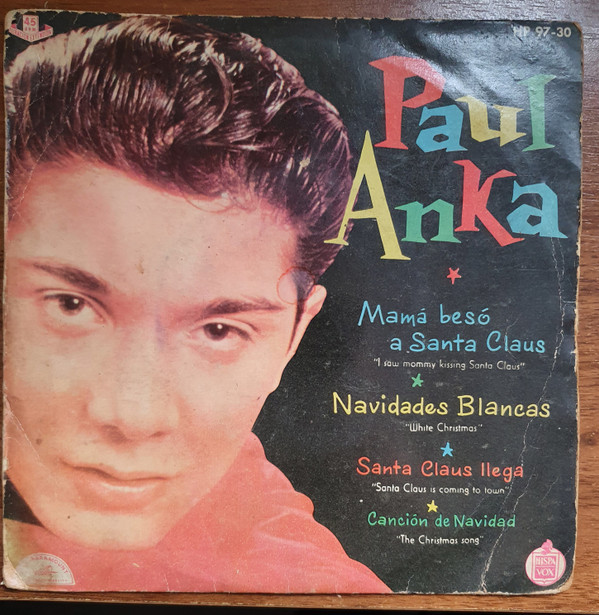 45
RPM
HP 97-30
Paul
Anka
Mamá besó
a Santa Claus
"I saw mommy kissing Santa Claus"
Navidades Blancas
"White Christmas"
Santa Claus llega
"Santa Claus is coming to town"
Canción de Navidad
"The Christmas song"
HISPA
VOX